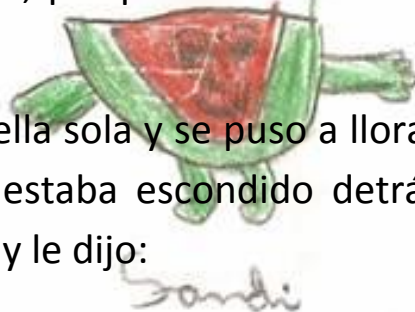 ella sola y se puso a llora
estaba escondido detrá
y le dijo:
Sandi